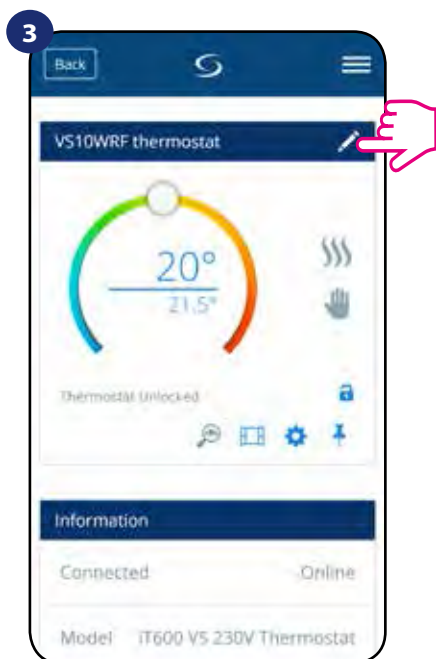 3
Back
VS10WRF thermostat
20°
21.5°
Thermostat Unlocked
Information
Connected Online
Model iT600 VS 230V Thermostat